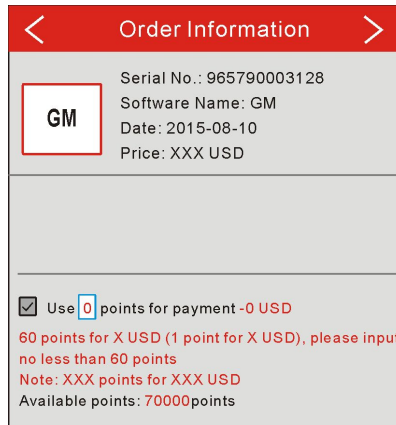 Order Information
Serial No.: 965790003128
Software Name: GM
GM
Date: 2015-08-10
Price: XXX USD
Use 0 points for payment -0 USD
60 points for X USD (1 point for X USD), please input
no less than 60 points
Note: XXX points for XXX USD
Available points: 70000points